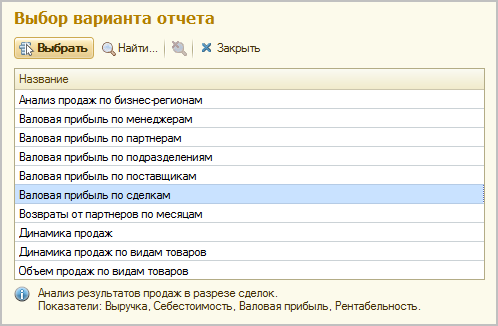 Выбор варианта отчета
Выбрать Найти... Закрыть
Название
Анализ продаж по бизнес-регионам
Валовая прибыль по менеджерам
Валовая прибыль по партнерам
Валовая прибыль по подразделениям
Валовая прибыль по поставщикам
Валовая прибыль по сделкам
Возвраты от партнеров по месяцам
Динамика продаж
Динамика продаж по видам товаров
Объем продаж по видам товаров
Анализ результатов продаж в разрезе сделок.
Показатели: Выручка, Себестоимость, Валовая прибыль, Рентабельность.